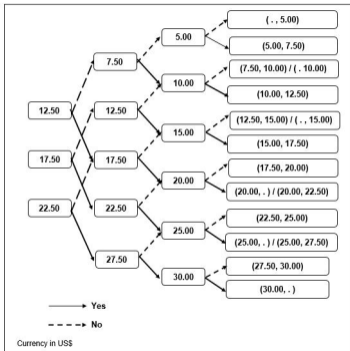 5.00
(. , 5.00)
(5.00, 7.50)
7.50
(7.50, 10.00) / ( . 10.00)
10.00
(10.00, 12.50)
12.50
12.50
(12.50, 15.00) / ( . , 15.00)
15.00
(15.00, 17.50)
17.50
17.50
(17.50, 20.00)
20.00
(20.00, . ) / (20.00, 22.50)
22.50
22.50
(22.50, 25.00)
25.00
(25.00, . ) / (25.00, 27.50)
27.50
(27.50, 30.00)
30.00
(30.00, . )
Yes
No
Currency in US$